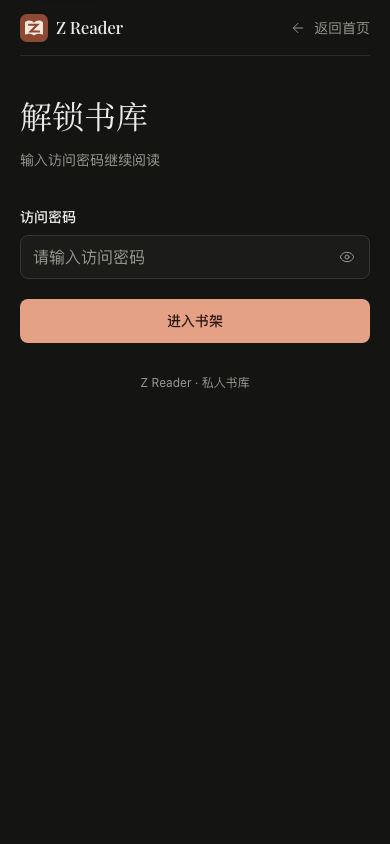 Z Reader
← 返回首页
解锁书库
输入访问密码继续阅读
访问密码
请输入访问密码
进入书架
Z Reader · 私人书库